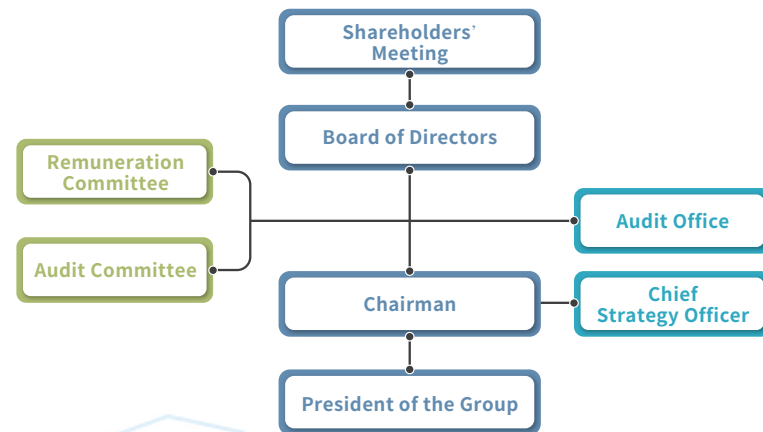 Shareholders’
Meeting
Board of Directors
Remuneration
Committee
Audit Office
Audit Committee
Chairman
Chief
Strategy Officer
President of the Group